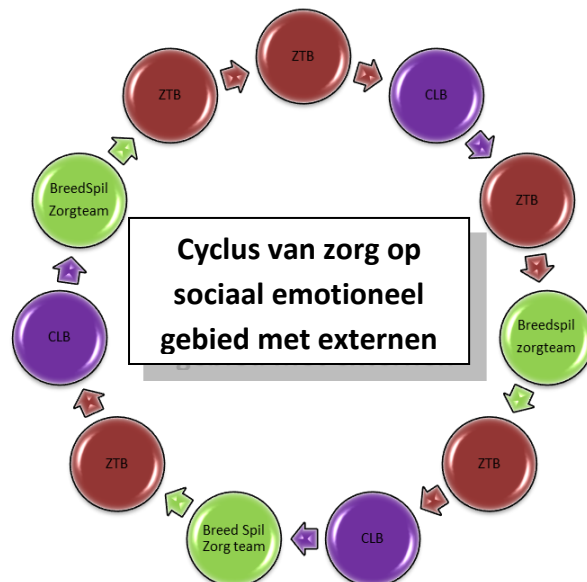 ZTB
CLB
ZTB
Breedspil
zorgteam
ZTB
CLB
Breed Spil
Zorg team
ZTB
CLB
BreedSpil
Zorgteam
ZTB
Cyclus van zorg op
sociaal emotioneel
gebied met externen